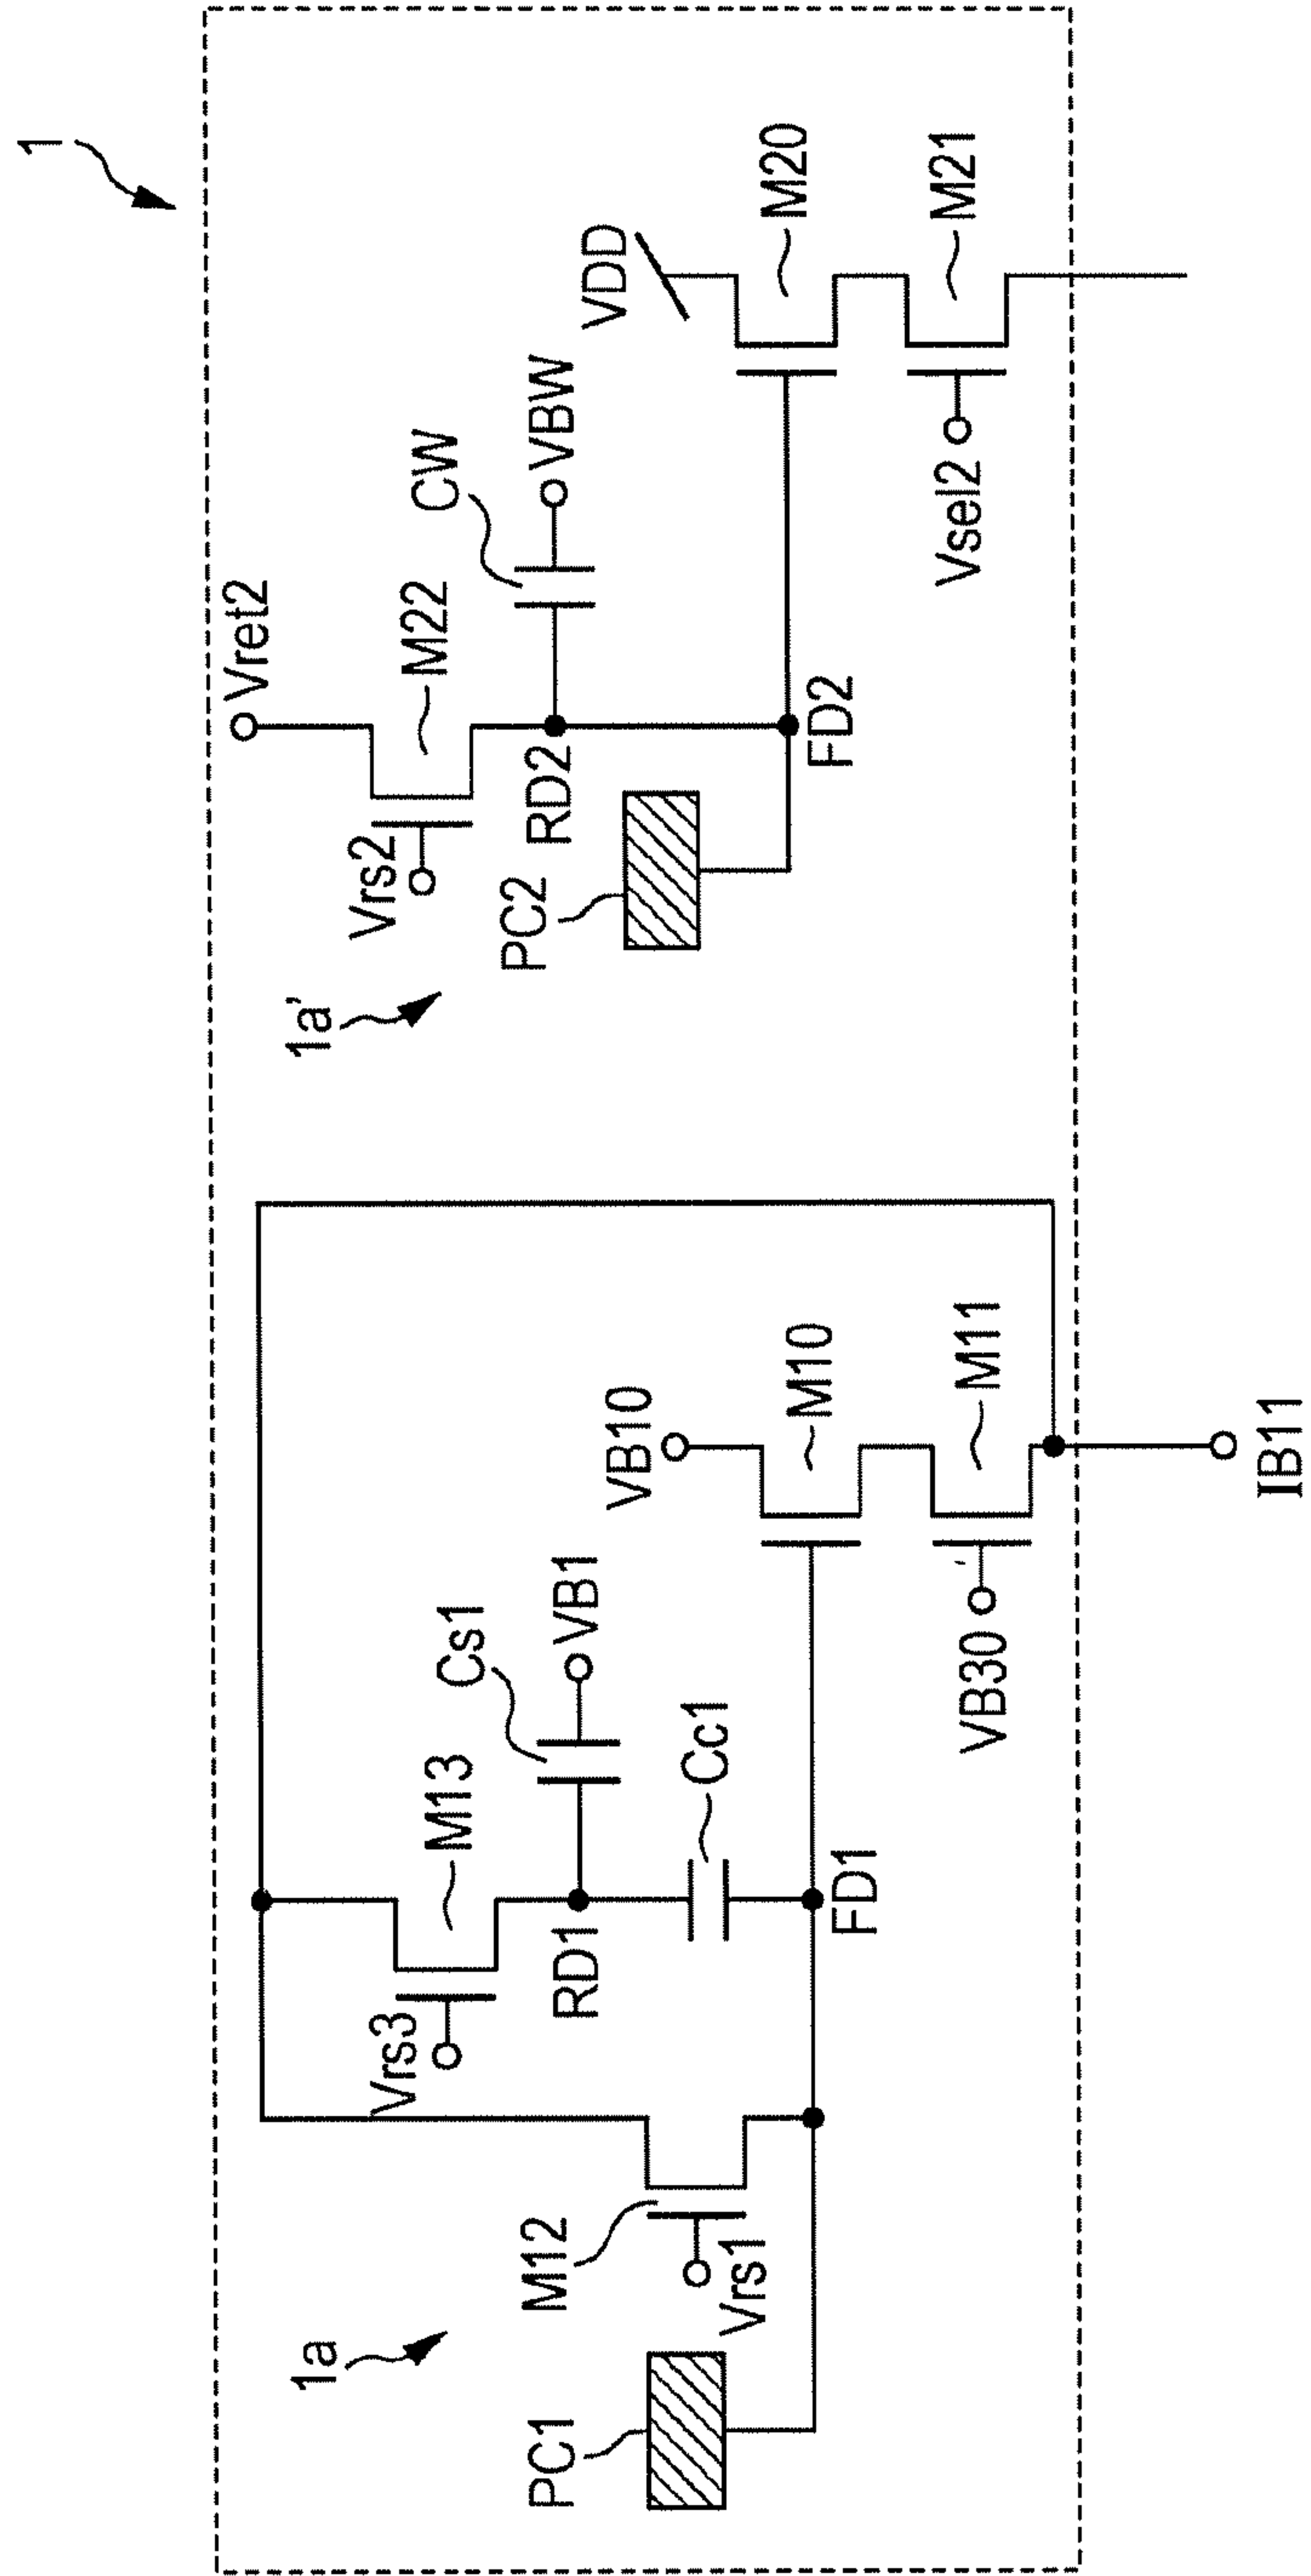 1
1a
PC1
M12
Vrs1
Vrs3
M13
RD1
Cs1
VB1
Cc1
FD1
VB10
M10
M11
VB30
IB11
1a'
PC2
Vrs2
Vret2
M22
RD2
CW
VBW
FD2
VDD
M20
M21
Vsel2